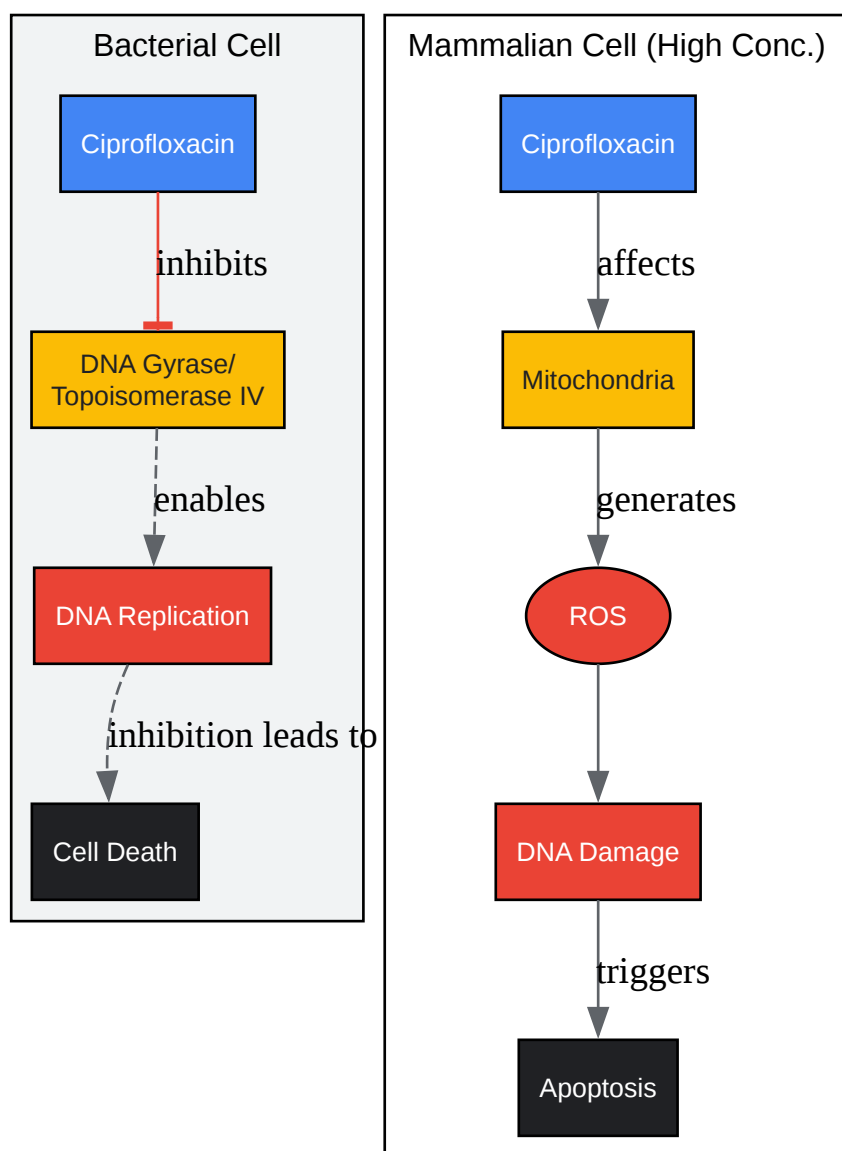 Bacterial Cell
Ciprofloxacin
inhibits
DNA Gyrase/
Topoisomerase IV
enables
DNA Replication
inhibition leads to
Cell Death
Mammalian Cell (High Conc.)
Ciprofloxacin
affects
Mitochondria
generates
ROS
DNA Damage
triggers
Apoptosis